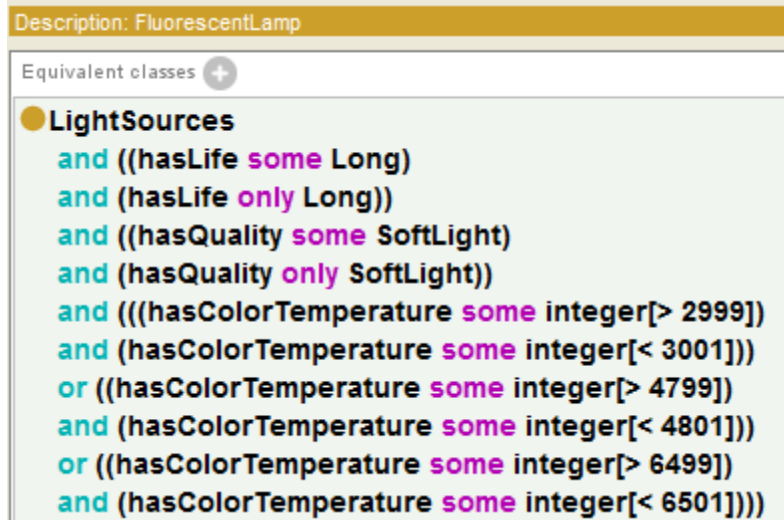 Description: FluorescentLamp
Equivalent classes
LightSources
and ((hasLife some Long)
and (hasLife only Long))
and ((hasQuality some SoftLight)
and (hasQuality only SoftLight))
and (((hasColorTemperature some integer[> 2999])
and (hasColorTemperature some integer[< 3001]))
or ((hasColorTemperature some integer[> 4799])
and (hasColorTemperature some integer[< 4801]))
or ((hasColorTemperature some integer[> 6499])
and (hasColorTemperature some integer[< 6501])))